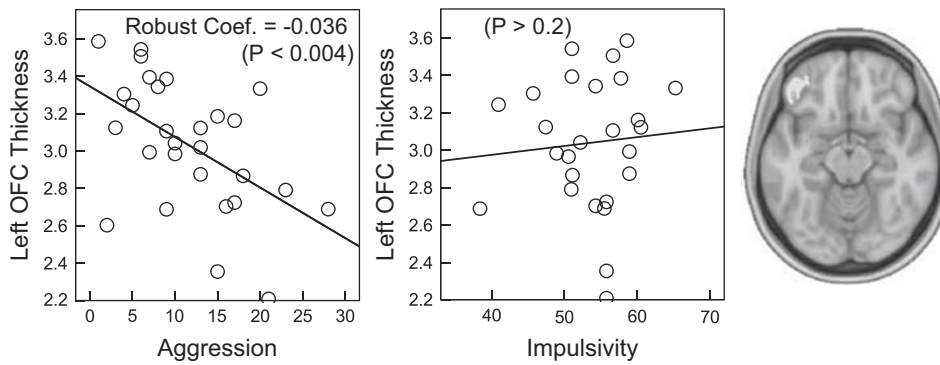 Robust Coef. = -0.036
(P < 0.004)
Left OFC Thickness
3.6
3.4
3.2
3.0
2.8
2.6
2.4
2.2
0 5 10 15 20 25 30
Aggression
(P > 0.2)
Left OFC Thickness
3.6
3.4
3.2
3.0
2.8
2.6
2.4
2.2
40 50 60 70
Impulsivity